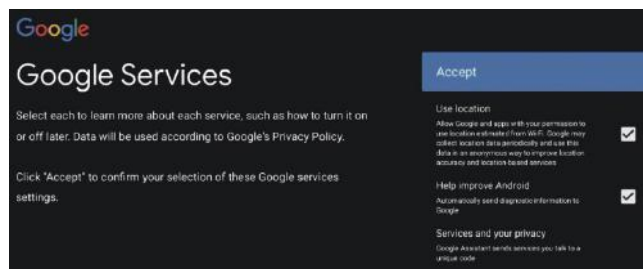 Google
Google Services
Select each to learn more about each service, such as how to turn it on
or off later. Data will be used according to Google's Privacy Policy.
Click "Accept" to confirm your selection of these Google services
settings.
Accept
Use location
Allow Google and apps with your permission to
use location estimated from Wi-Fi. Google may
collect location data periodically and use this
data in an anonymous way to improve location
accuracy and location-based services
Help improve Android
Automatically send diagnostic information to
Google
Services and your privacy
Google Assistant sends services you talk to a
unique code